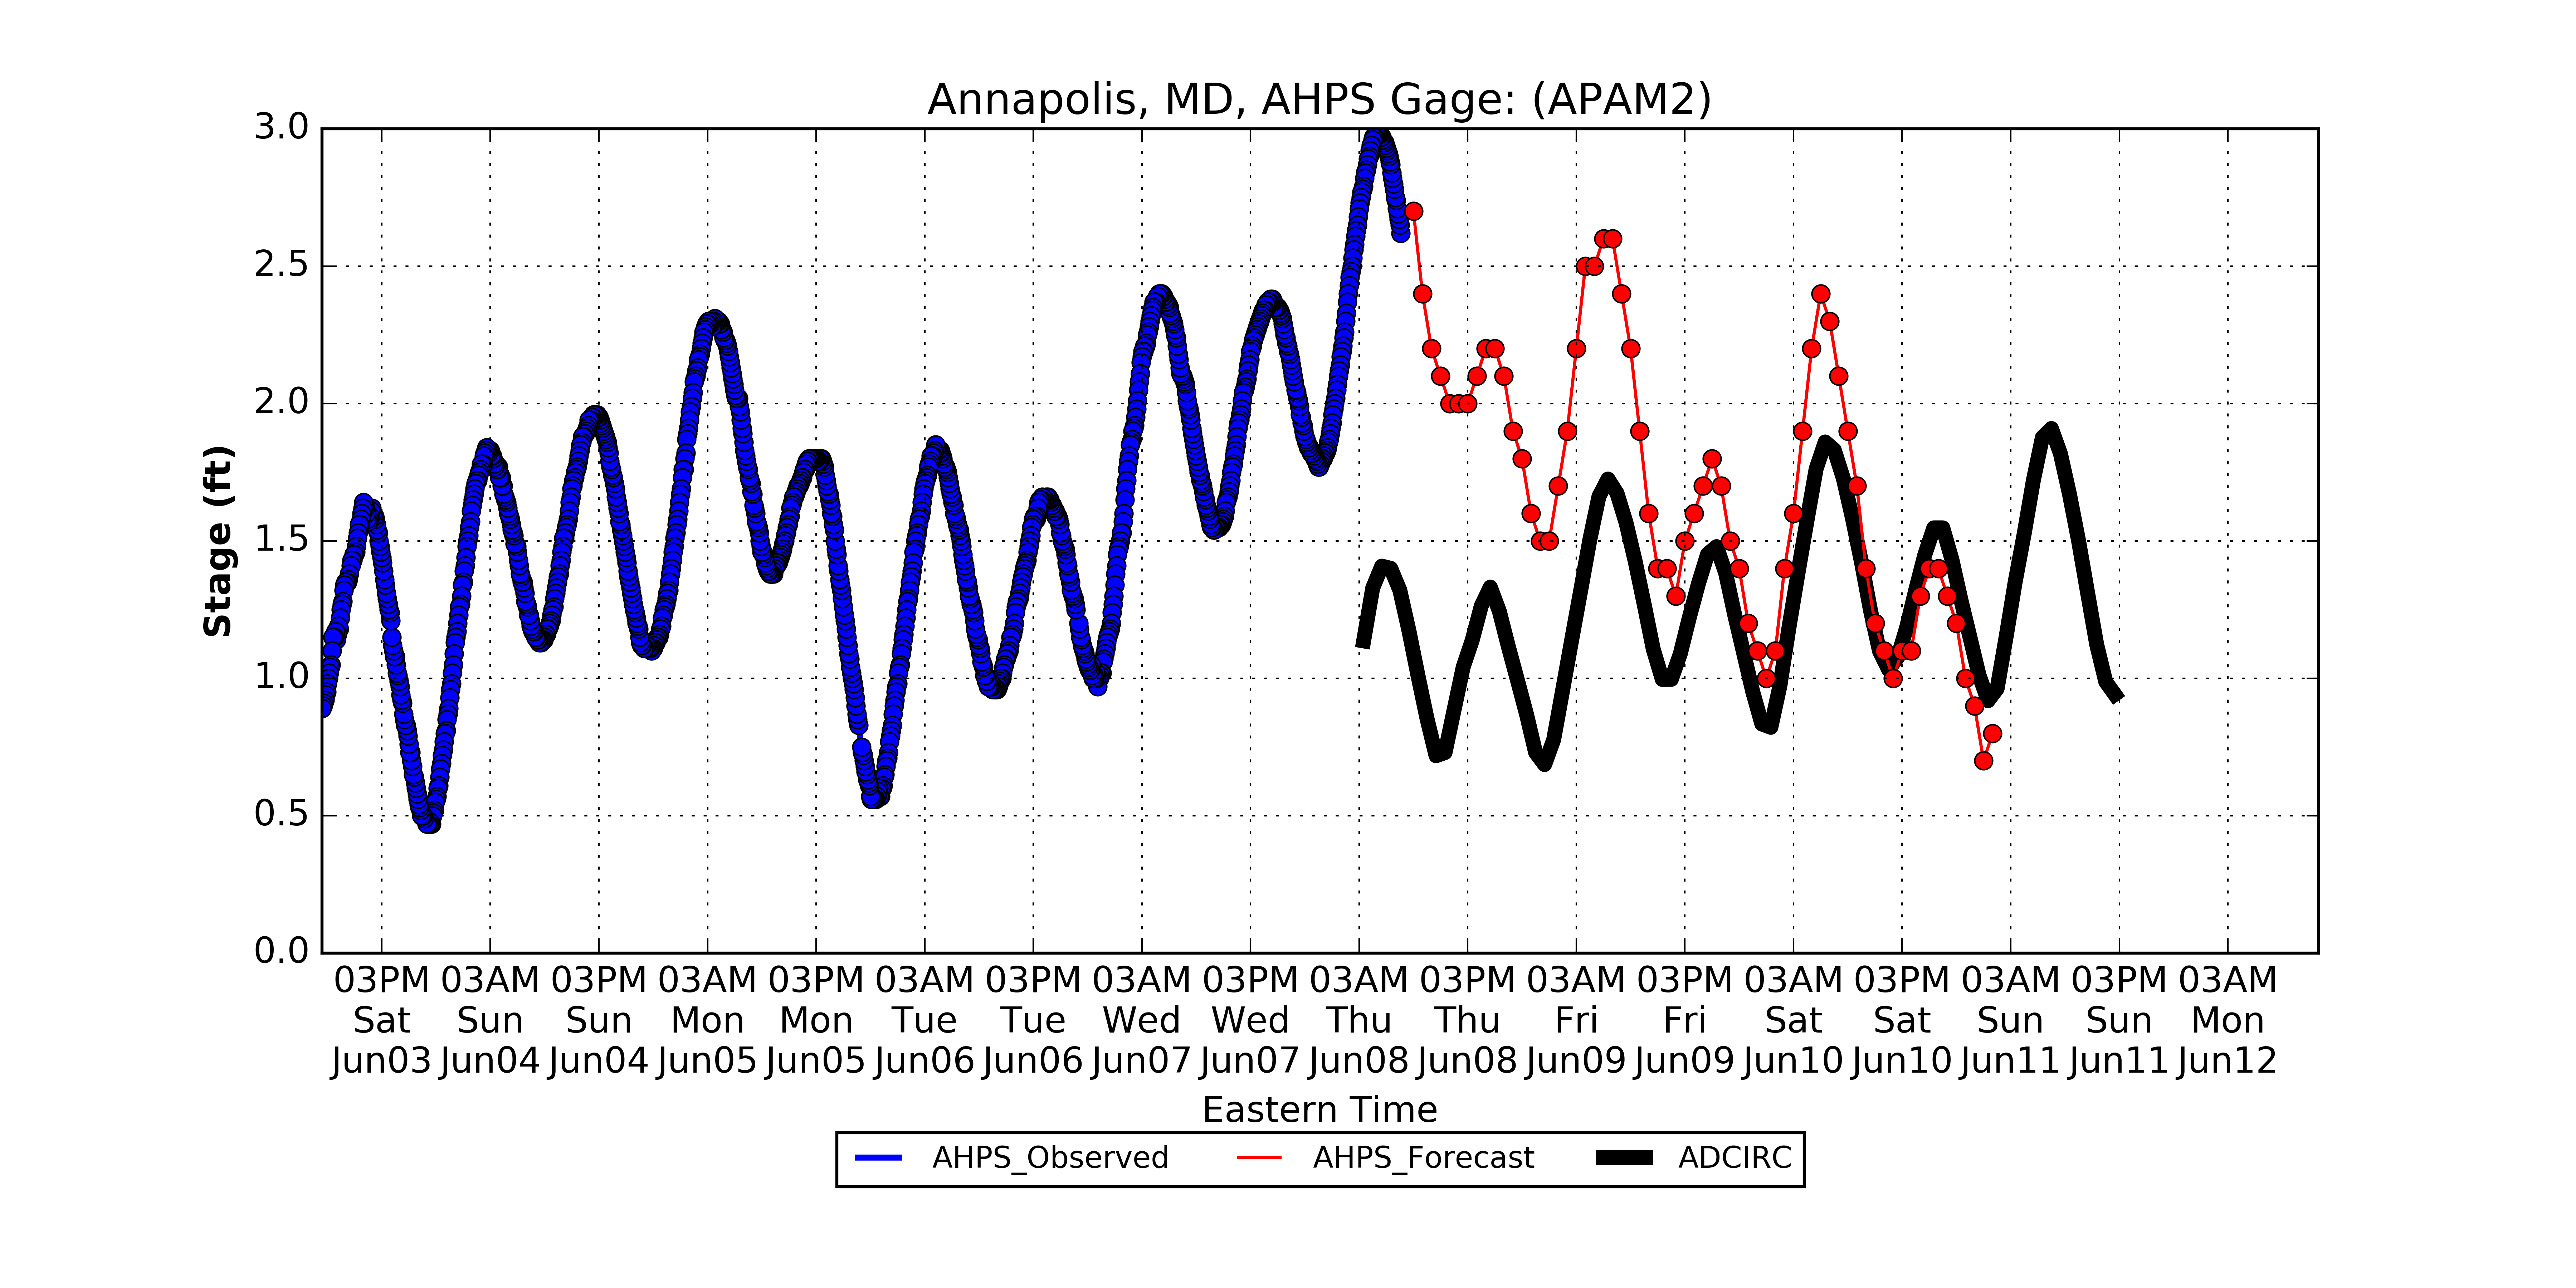 Annapolis, MD, AHPS Gage: (APAM2)
3.0
2.5
2.0
1.5
1.0
0.5
0.0
Stage (ft)
03PM 03AM 03PM 03AM 03PM 03AM 03PM 03AM 03PM 03AM 03PM 03AM 03PM 03AM 03PM 03AM 03PM 03AM
Sat Sun Sun Mon Mon Tue Tue Wed Wed Thu Thu Fri Fri Sat Sat Sun Sun Mon
Jun03 Jun04 Jun04 Jun05 Jun05 Jun06 Jun06 Jun07 Jun07 Jun08 Jun08 Jun09 Jun09 Jun10 Jun10 Jun11 Jun11 Jun12
Eastern Time
AHPS_Observed AHPS_Forecast ADCIRC